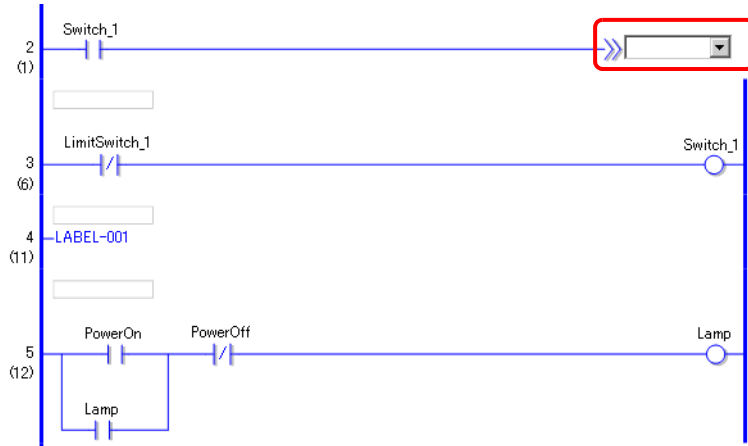 Switch_1
2
(1)
LimitSwitch_1
Switch_1
3
(6)
4
LABEL-001
(11)
PowerOn
PowerOff
Lamp
5
(12)
Lamp